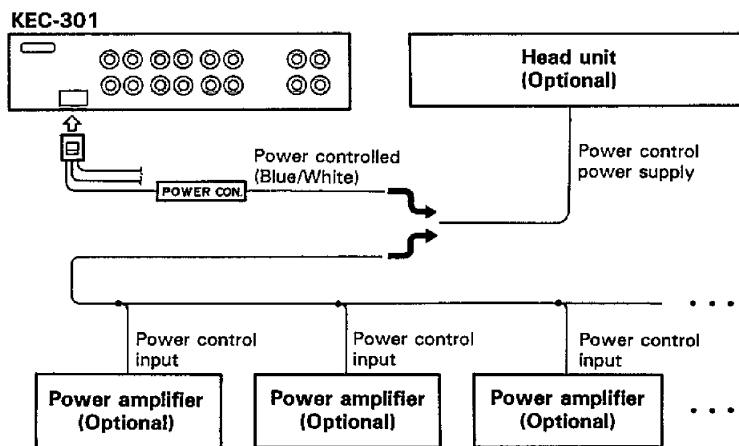 KEC-301
Head unit
(Optional)
Power controlled
(Blue/White)
POWER CON.
Power control
power supply
Power control
input
Power control
input
Power control
input
Power amplifier
(Optional)
Power amplifier
(Optional)
Power amplifier
(Optional)